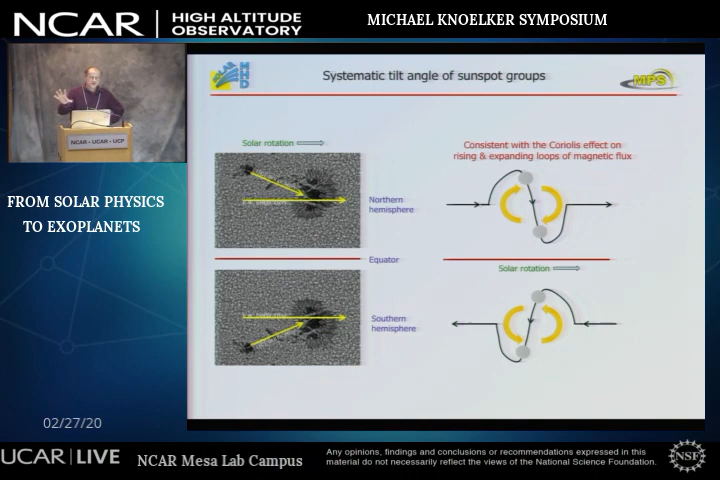 NCAR
HIGH ALTITUDE
OBSERVATORY
MICHAEL KNOELKER SYMPOSIUM
MHD
Systematic tilt angle of sunspot groups
MPS
NCAR - UCAR - UCP
Solar rotation
Consistent with the Coriolis effect on
rising & expanding loops of magnetic flux
FROM SOLAR PHYSICS
TO EXOPLANETS
Northern
hemisphere
Equator
Solar rotation
Southern
hemisphere
02/27/20
UCAR | LIVE
NCAR Mesa Lab Campus
Any opinions, findings and conclusions or recommendations expressed in this
material do not necessarily reflect the views of the National Science Foundation.
NSF